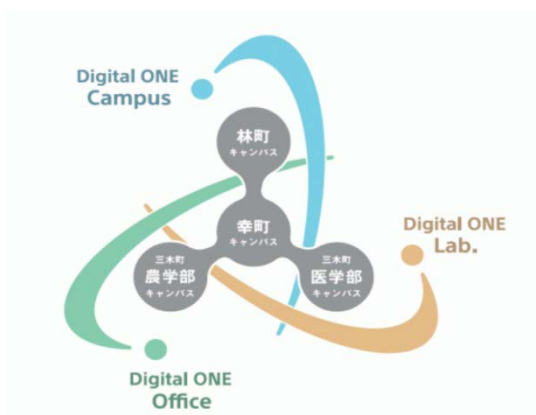 Digital ONE
Campus
林町
キャンパス
幸町
キャンパス
Digital ONE
Lab.
三木町
農学部
キャンパス
三木町
医学部
キャンパス
Digital ONE
Office